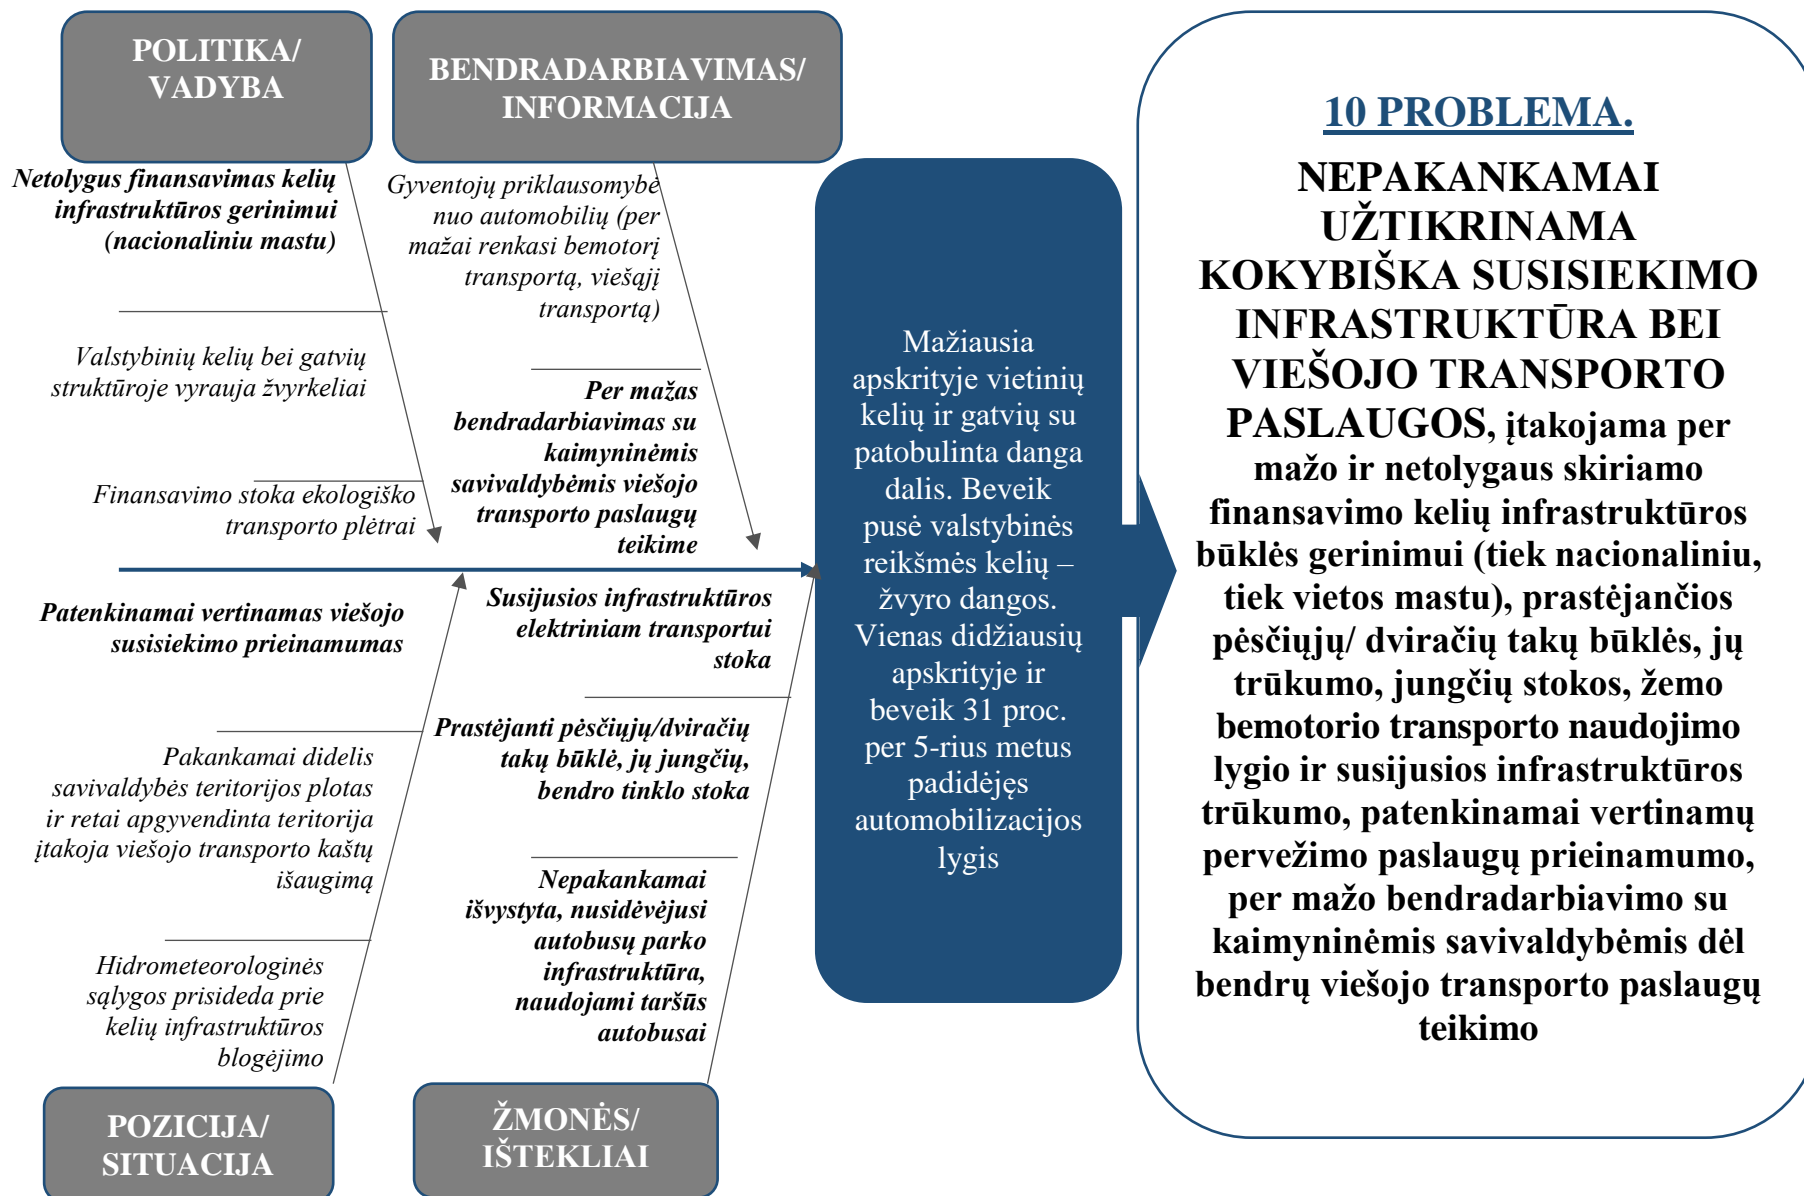 POLITIKA/
VADYBA
Netolygus finansavimas kelių
infrastruktūros gerinimui
(nacionaliniu mastu)
Valstybinių kelių bei gatvių
struktūroje vyrauja žvyrkeliai
Finansavimo stoka ekologiško
transporto plėtrai
BENDRADARBIAVIMAS/
INFORMACIJA
Gyventojų priklausomybė
nuo automobilių (per
mažai renkasi bemotorį
transportą, viešąjį
transportą)
Per mažas
bendradarbiavimas su
kaimyninėmis
savivaldybėmis viešojo
transporto paslaugų
teikime
Patenkinamai vertinamas viešojo
susisiekimo prieinamumas
Pakankamai didelis
savivaldybės teritorijos plotas
ir retai apgyvendinta teritorija
įtakoja viešojo transporto kaštų
išaugimą
Hidrometeorologinės
sąlygos prisideda prie
kelių infrastruktūros
blogėjimo
POZICIJA/
SITUACIJA
Susijusios infrastruktūros
elektriniam transportui
stoka
Prastėjanti pėsčiųjų/dviračių
takų būklė, jų jungčių,
bendro tinklo stoka
Nepakankamai
išvystyta, nusidėvėjusi
autobusų parko
infrastruktūra,
naudojami taršūs
autobusai
ŽMONĖS/
IŠTEKLIAI
Mažiausia
apskrityje vietinių
kelių ir gatvių su
patobulinta danga
dalis. Beveik
pusė valstybinės
reikšmės kelių –
žvyro dangos.
Vienas didžiausių
apskrityje ir
beveik 31 proc.
per 5-rius metus
padidėjęs
automobilizacijos
lygis
10 PROBLEMA.
NEPAKANKAMAI
UŽTIKRINAMA
KOKYBIŠKA SUSISIEKIMO
INFRASTRUKTŪRA BEI
VIEŠOJO TRANSPORTO
PASLAUGOS, įtakojama per
mažo ir netolygaus skiriamo
finansavimo kelių infrastruktūros
būklės gerinimui (tiek nacionaliniu,
tiek vietos mastu), prastėjančios
pėsčiųjų/ dviračių takų būklės, jų
trūkumo, jungčių stokos, žemo
bemotorio transporto naudojimo
lygio ir susijusios infrastruktūros
trūkumo, patenkinamai vertinamų
pervežimo paslaugų prieinamumo,
per mažo bendradarbiavimo su
kaimyninėmis savivaldybėmis dėl
bendrų viešojo transporto paslaugų
teikimo